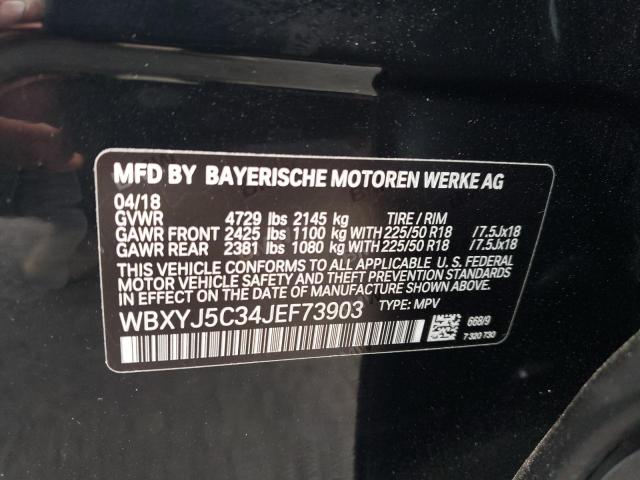 MFD BY BAYERISCHE MOTOREN WERKE AG
04/18
GVWR 4729 lbs 2145 kg TIRE / RIM
GAWR FRONT 2425 lbs 1100 kg WITH 225/50 R18 /7.5Jx18
GAWR REAR 2381 lbs 1080 kg WITH 225/50 R18 /7.5Jx18
THIS VEHICLE CONFORMS TO ALL APPLICABLE U. S. FEDERAL
MOTOR VEHICLE SAFETY, BUMPER AND THEFT PREVENTION
STANDARDS IN EFFECT ON THE DATE OF MANUFACTURE SHOWN ABOVE.
WBXYJ5C34JEF73903 TYPE: MPV
668/9
7 320 730